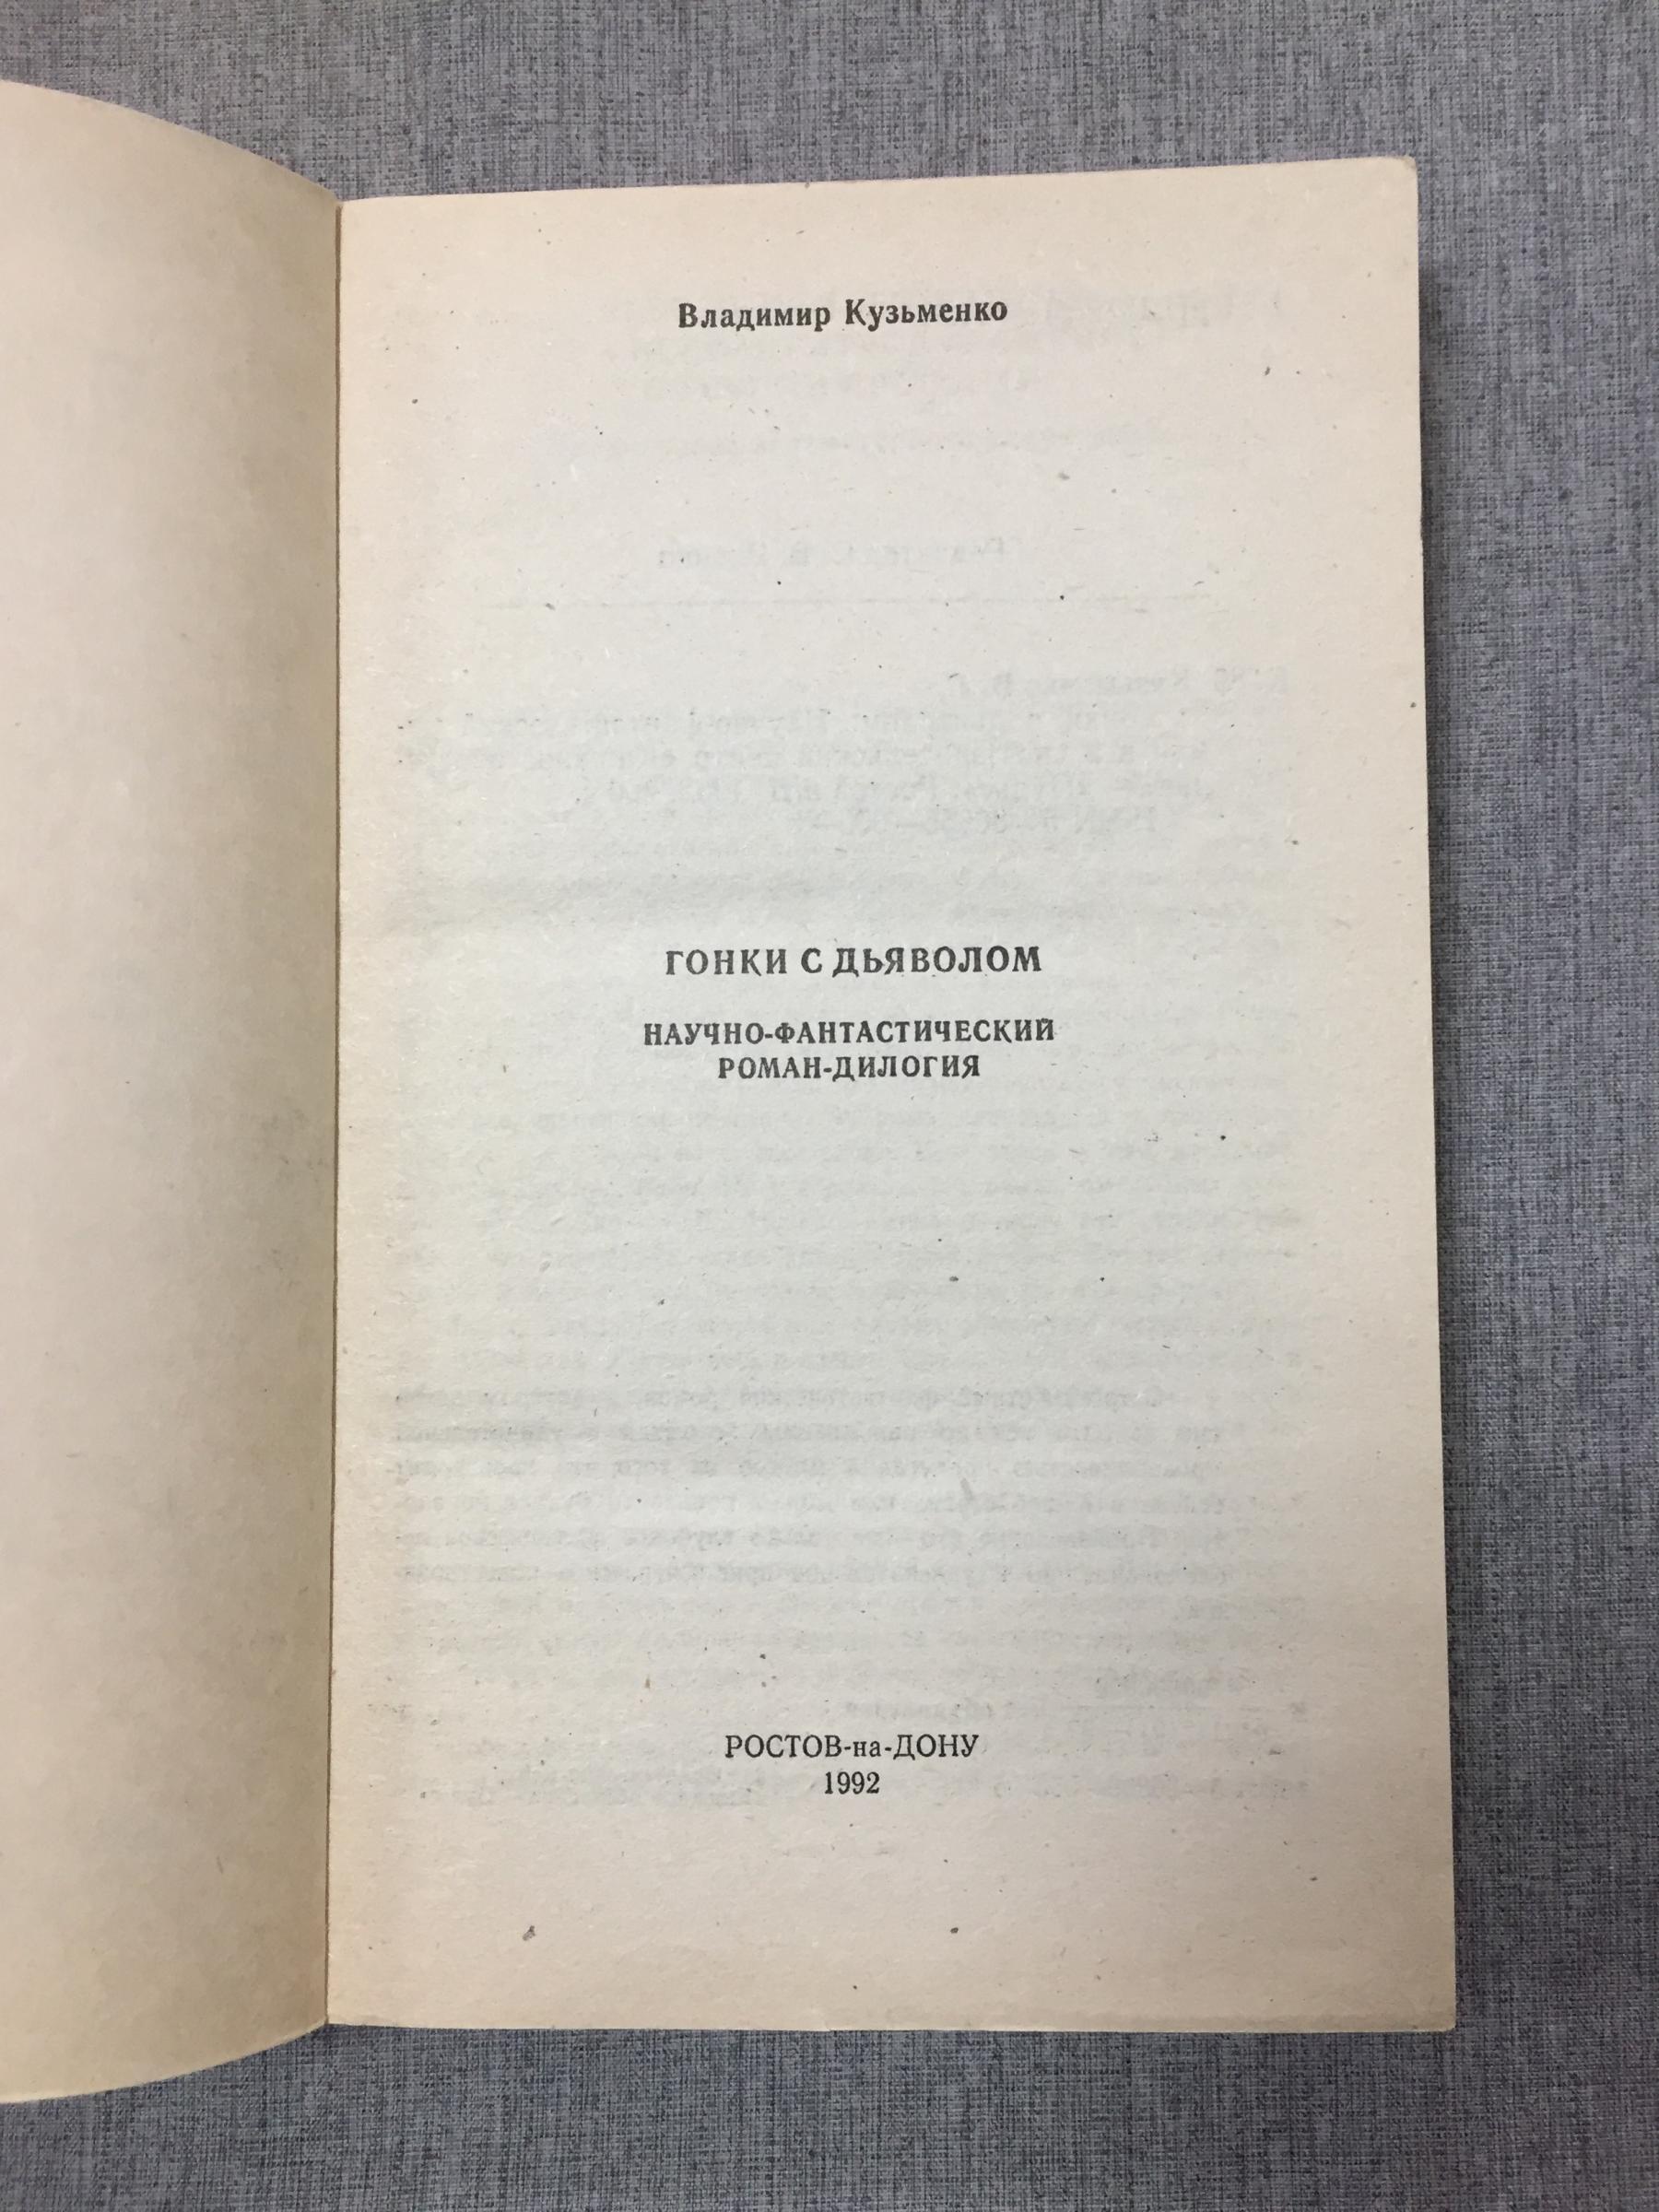 Владимир Кузьменко
ГОНКИ С ДЬЯВОЛОМ
НАУЧНО-ФАНТАСТИЧЕСКИЙ
РОМАН-ДИЛОГИЯ
РОСТОВ-на-ДОНУ
1992